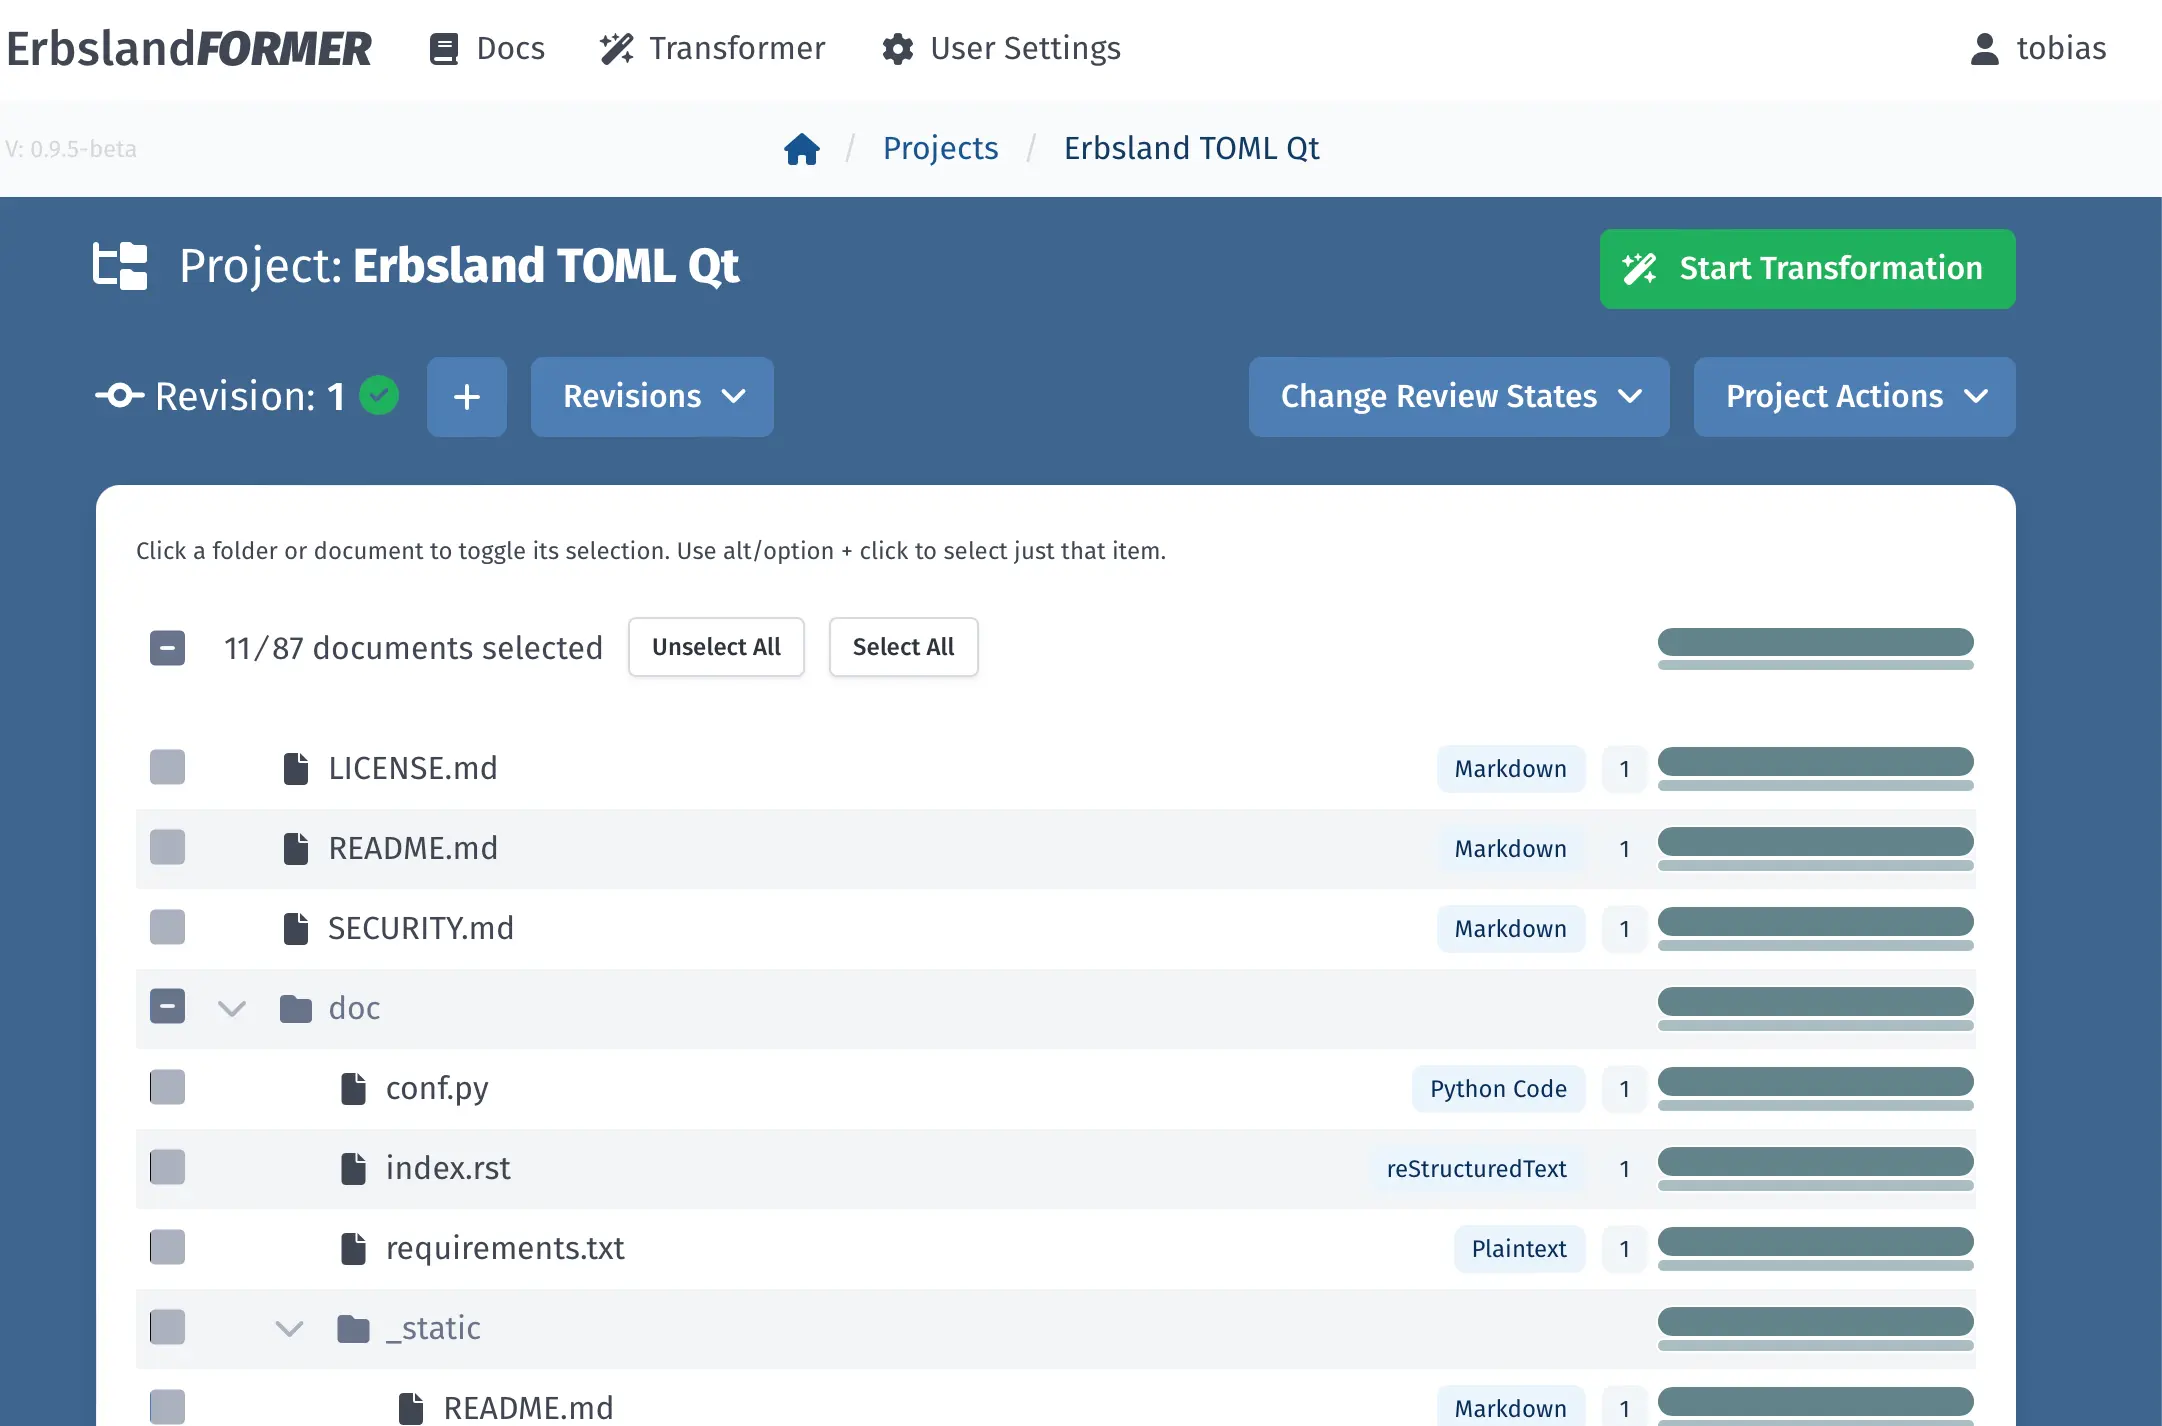 ErbslandFORMER Docs Transformer User Settings tobias
V: 0.9.5-beta / Projects / Erbsland TOML Qt
Project: Erbsland TOML Qt Start Transformation
Revision: 1 + Revisions Change Review States Project Actions
Click a folder or document to toggle its selection. Use alt/option + click to select just that item.
11/87 documents selected Unselect All Select All
LICENSE.md Markdown 1
README.md Markdown 1
SECURITY.md Markdown 1
doc
conf.py Python Code 1
index.rst reStructuredText 1
requirements.txt Plaintext 1
_static
README.md Markdown 1